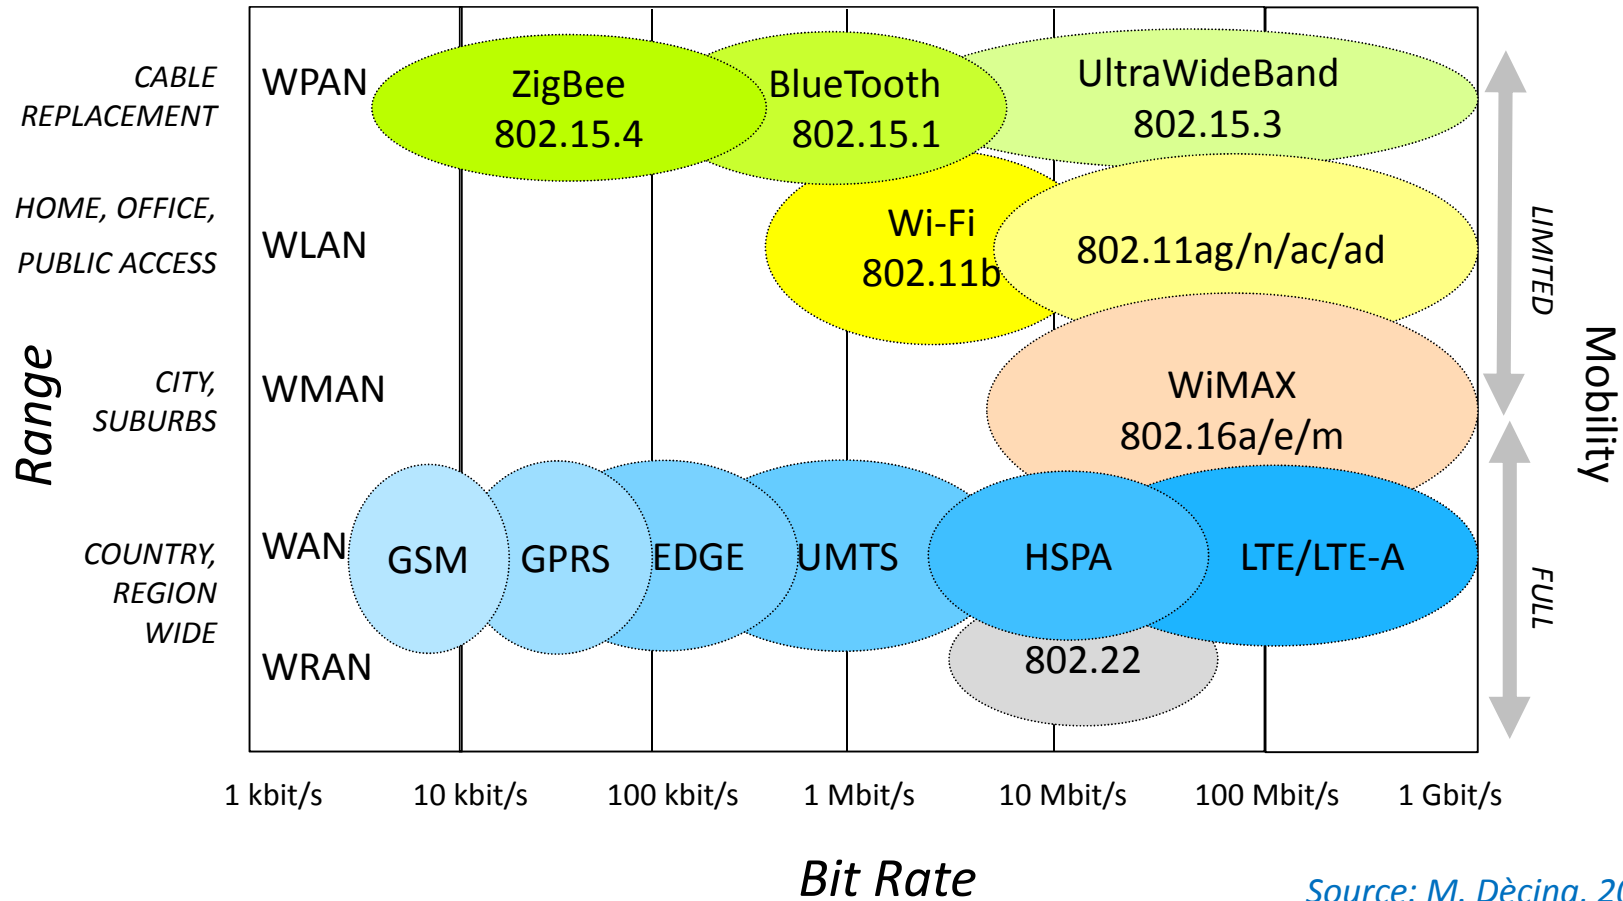 CABLE
REPLACEMENT
WPAN
ZigBee
802.15.4
BlueTooth
802.15.1
UltraWideBand
802.15.3
HOME, OFFICE,
PUBLIC ACCESS
WLAN
Wi-Fi
802.11b
802.11ag/n/ac/ad
LIMITED
Range
CITY,
SUBURBS
WMAN
WiMAX
802.16a/e/m
Mobility
COUNTRY,
REGION
WIDE
WAN
GSM
GPRS
EDGE
UMTS
HSPA
LTE/LTE-A
FULL
WRAN
802.22
1 kbit/s
10 kbit/s
100 kbit/s
1 Mbit/s
10 Mbit/s
100 Mbit/s
1 Gbit/s
Bit Rate
Source: M. Dècina,